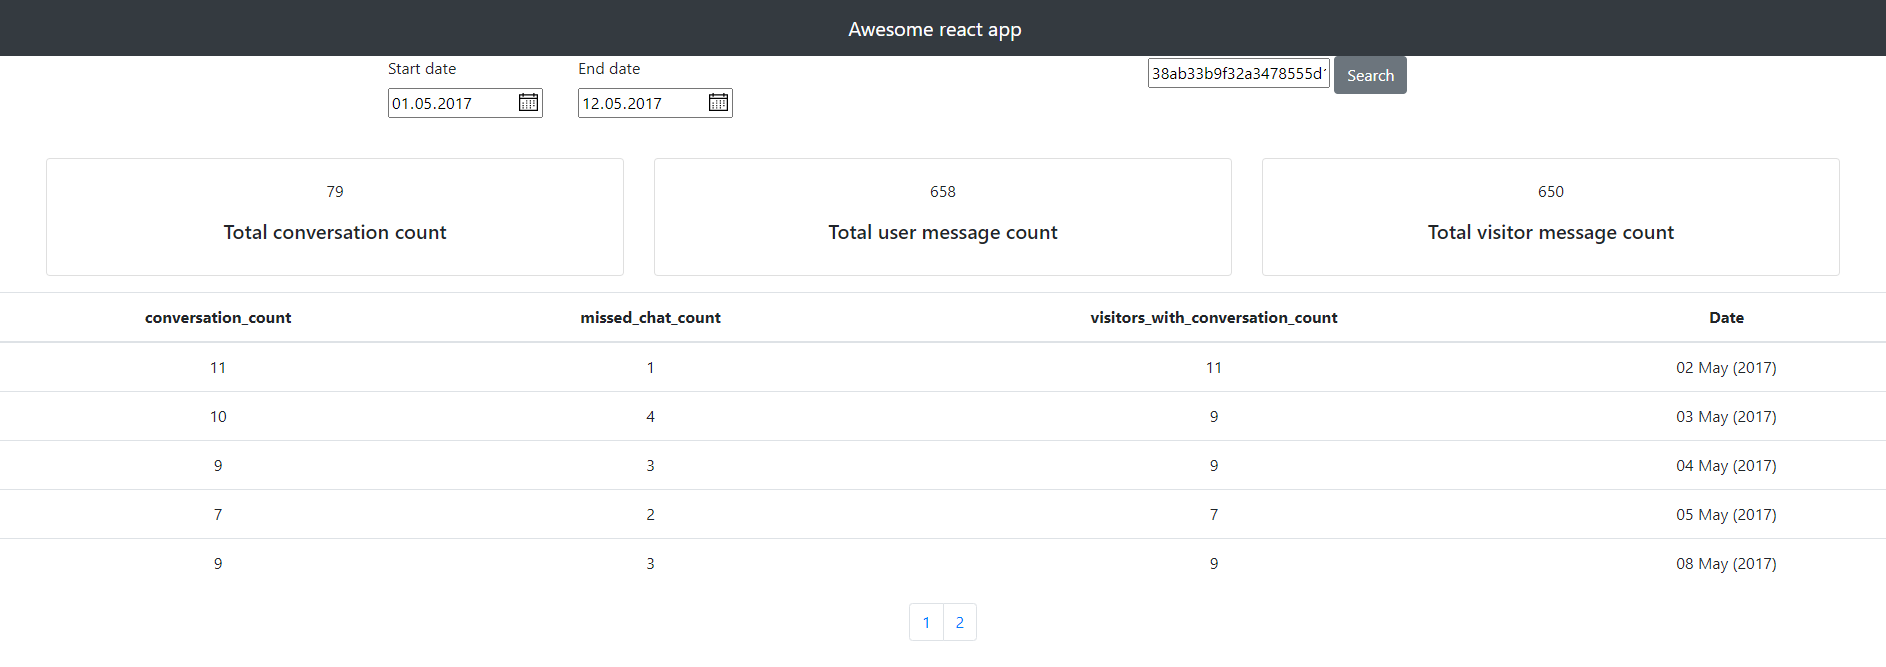 Awesome react app
Start date End date
01.05.2017 12.05.2017
38ab33b9f32a3478555d Search
79 658 650
Total conversation count Total user message count Total visitor message count
conversation_count missed_chat_count visitors_with_conversation_count Date
11 1 11 02 May (2017)
10 4 9 03 May (2017)
9 3 9 04 May (2017)
7 2 7 05 May (2017)
9 3 9 08 May (2017)
1 2